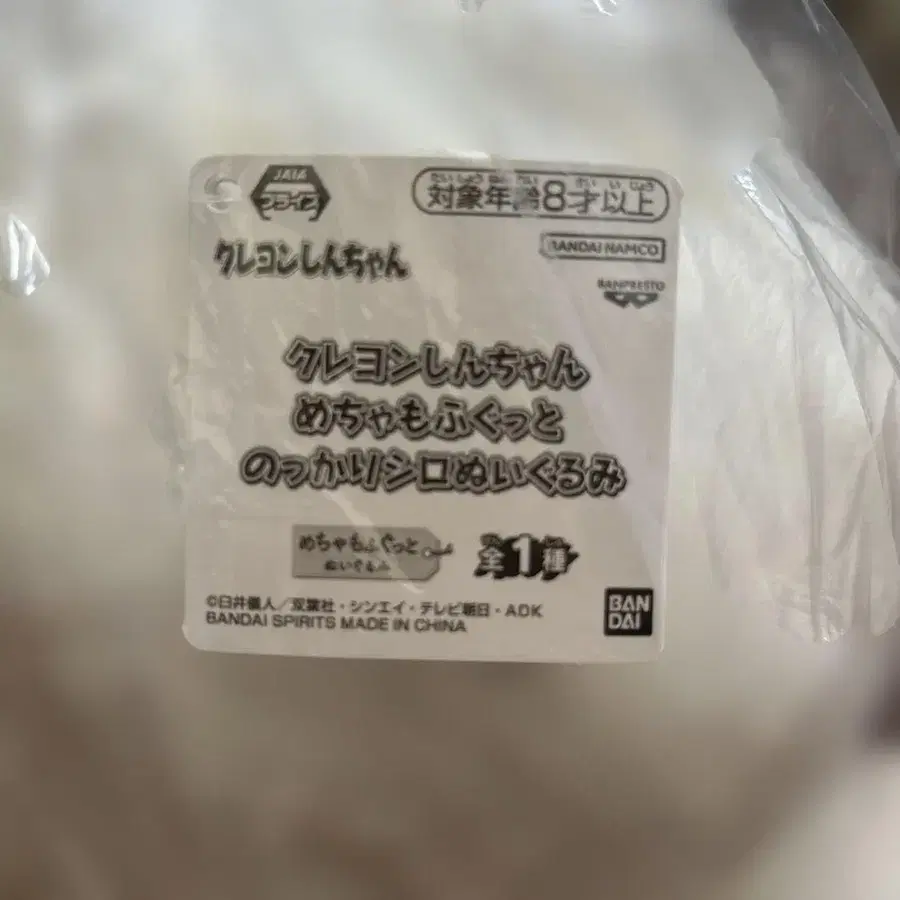 JAIA
プライズ
たいしょうねんれい さいいじょう
対象年齢8才以上
クレヨンしんちゃん
BANDAI NAMCO
BANPRESTO
クレヨンしんちゃん
めちゃもふぐっと
のっかりシロぬいぐるみ
めちゃもふぐっと
ぬいぐるみ
全1種
©臼井儀人/双葉社・シンエイ・テレビ朝日・ADK
BANDAI SPIRITS MADE IN CHINA
BAN
DAI